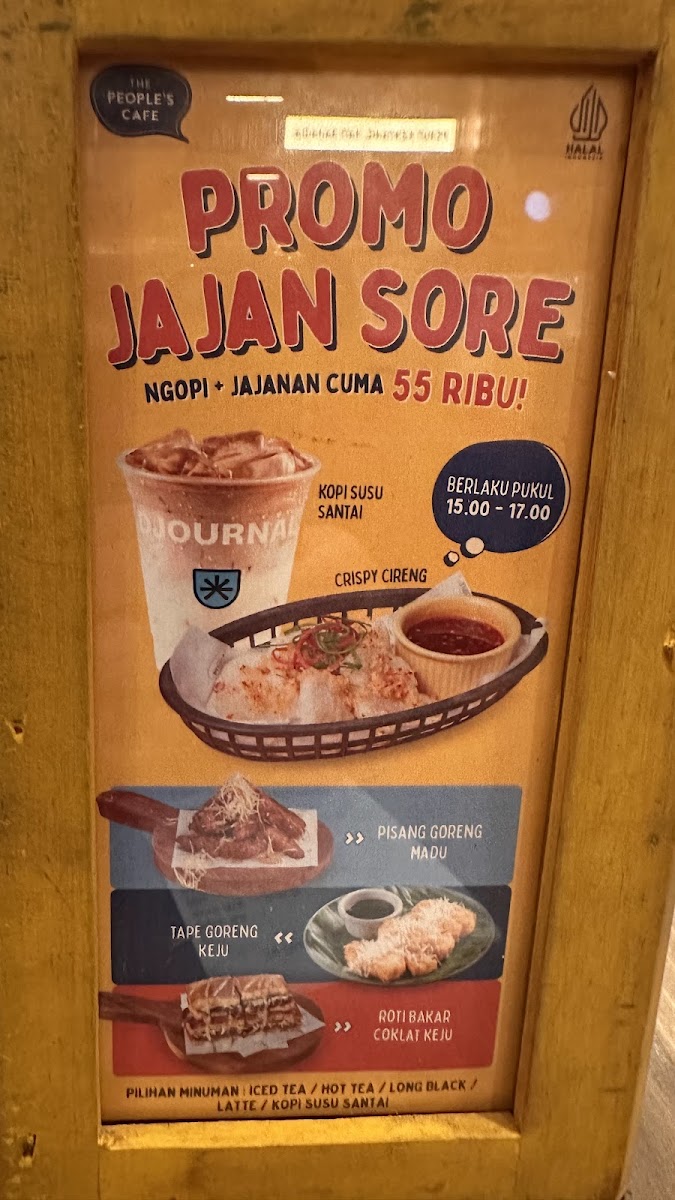 THE
PEOPLE'S
CAFE
HALAL
INDONESIA
PROMO
JAJAN SORE
NGOPI + JAJANAN CUMA 55 RIBU!
KOPI SUSU
SANTAI
BERLAKU PUKUL
15.00 - 17.00
DJOURNAL
CRISPY CIRENG
PISANG GORENG
MADU
TAPE GORENG
KEJU
ROTI BAKAR
COKLAT KEJU
PILIHAN MINUMAN : ICED TEA / HOT TEA / LONG BLACK /
LATTE / KOPI SUSU SANTAI